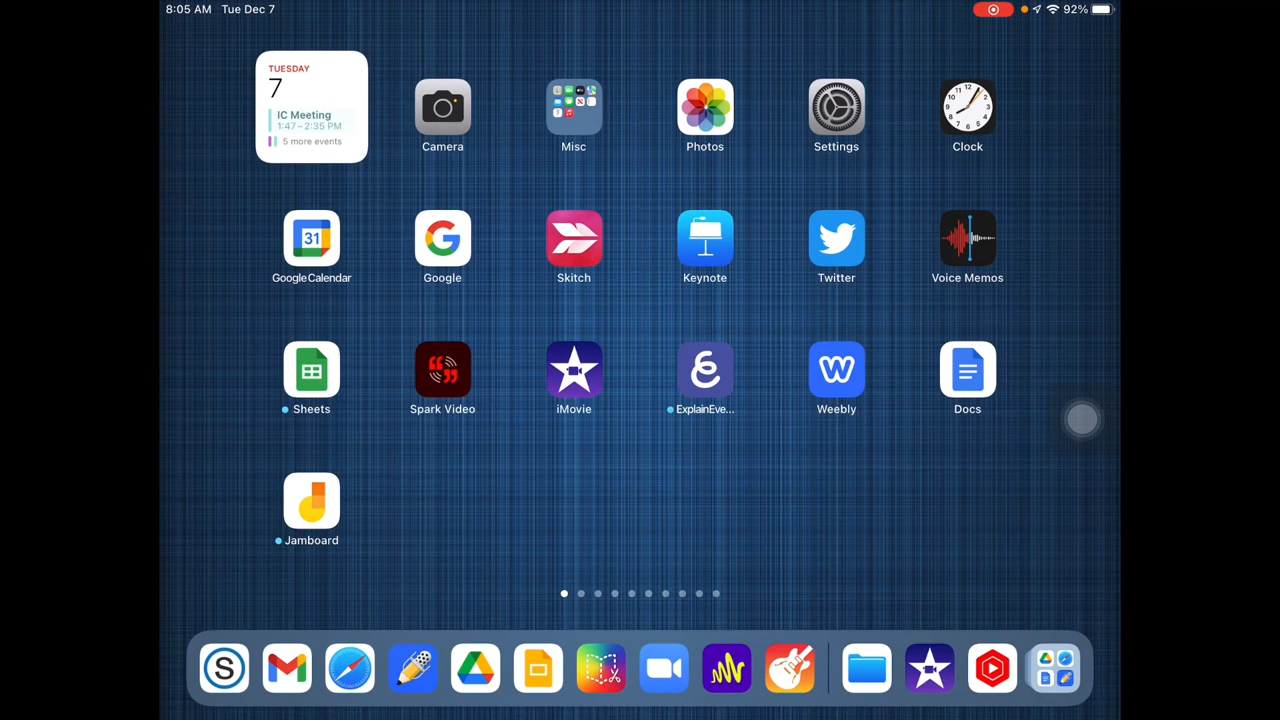 8:05 AM Tue Dec 7
92%
TUESDAY
7
IC Meeting
1:47–2:35 PM
5 more events
Camera
Misc
Photos
Settings
Clock
31
Google Calendar
Google
Skitch
Keynote
Twitter
Voice Memos
Sheets
Spark Video
iMovie
ExplainEve...
Weebly
Docs
Jamboard